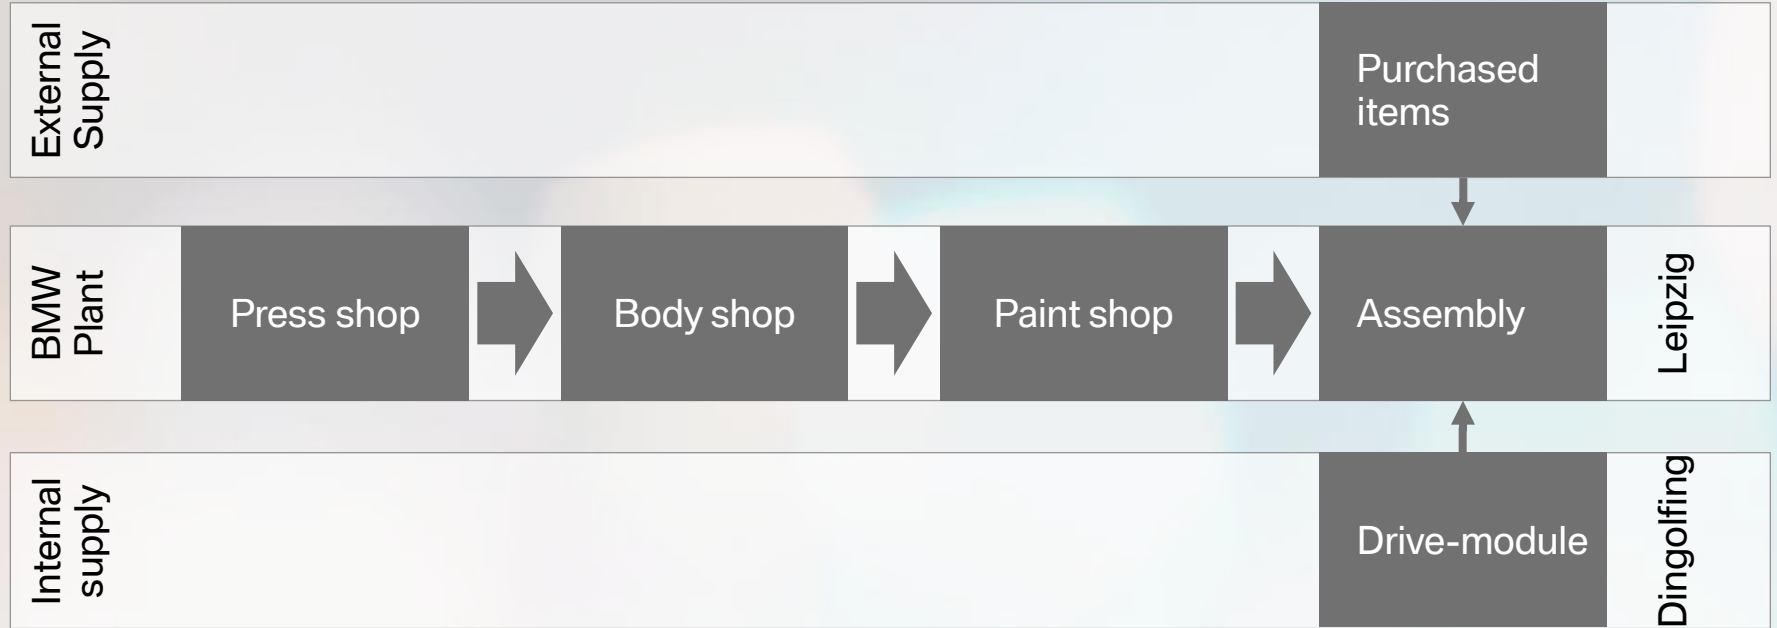 External
Supply
Purchased
items
BMW
Plant
Press shop
Body shop
Paint shop
Assembly
Leipzig
Internal
supply
Drive-module
Dingolfing